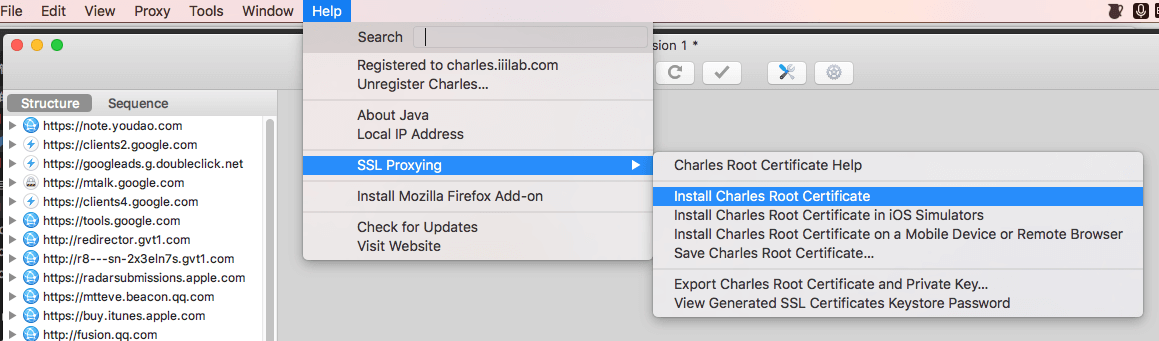 File Edit View Proxy Tools Window Help
Search
sion 1 *
Registered to charles.iiilab.com
Unregister Charles...
About Java
Local IP Address
SSL Proxying
Install Mozilla Firefox Add-on
Check for Updates
Visit Website
Charles Root Certificate Help
Install Charles Root Certificate
Install Charles Root Certificate in iOS Simulators
Install Charles Root Certificate on a Mobile Device or Remote Browser
Save Charles Root Certificate...
Export Charles Root Certificate and Private Key...
View Generated SSL Certificates Keystore Password
Structure Sequence
https://note.youdao.com
https://clients2.google.com
https://googleads.g.doubleclick.net
https://mtalk.google.com
https://clients4.google.com
https://tools.google.com
http://redirector.gvt1.com
http://r8---sn-2x3eln7s.gvt1.com
https://radarsubmissions.apple.com
https://mtteve.beacon.qq.com
https://buy.itunes.apple.com
http://fusion.qq.com